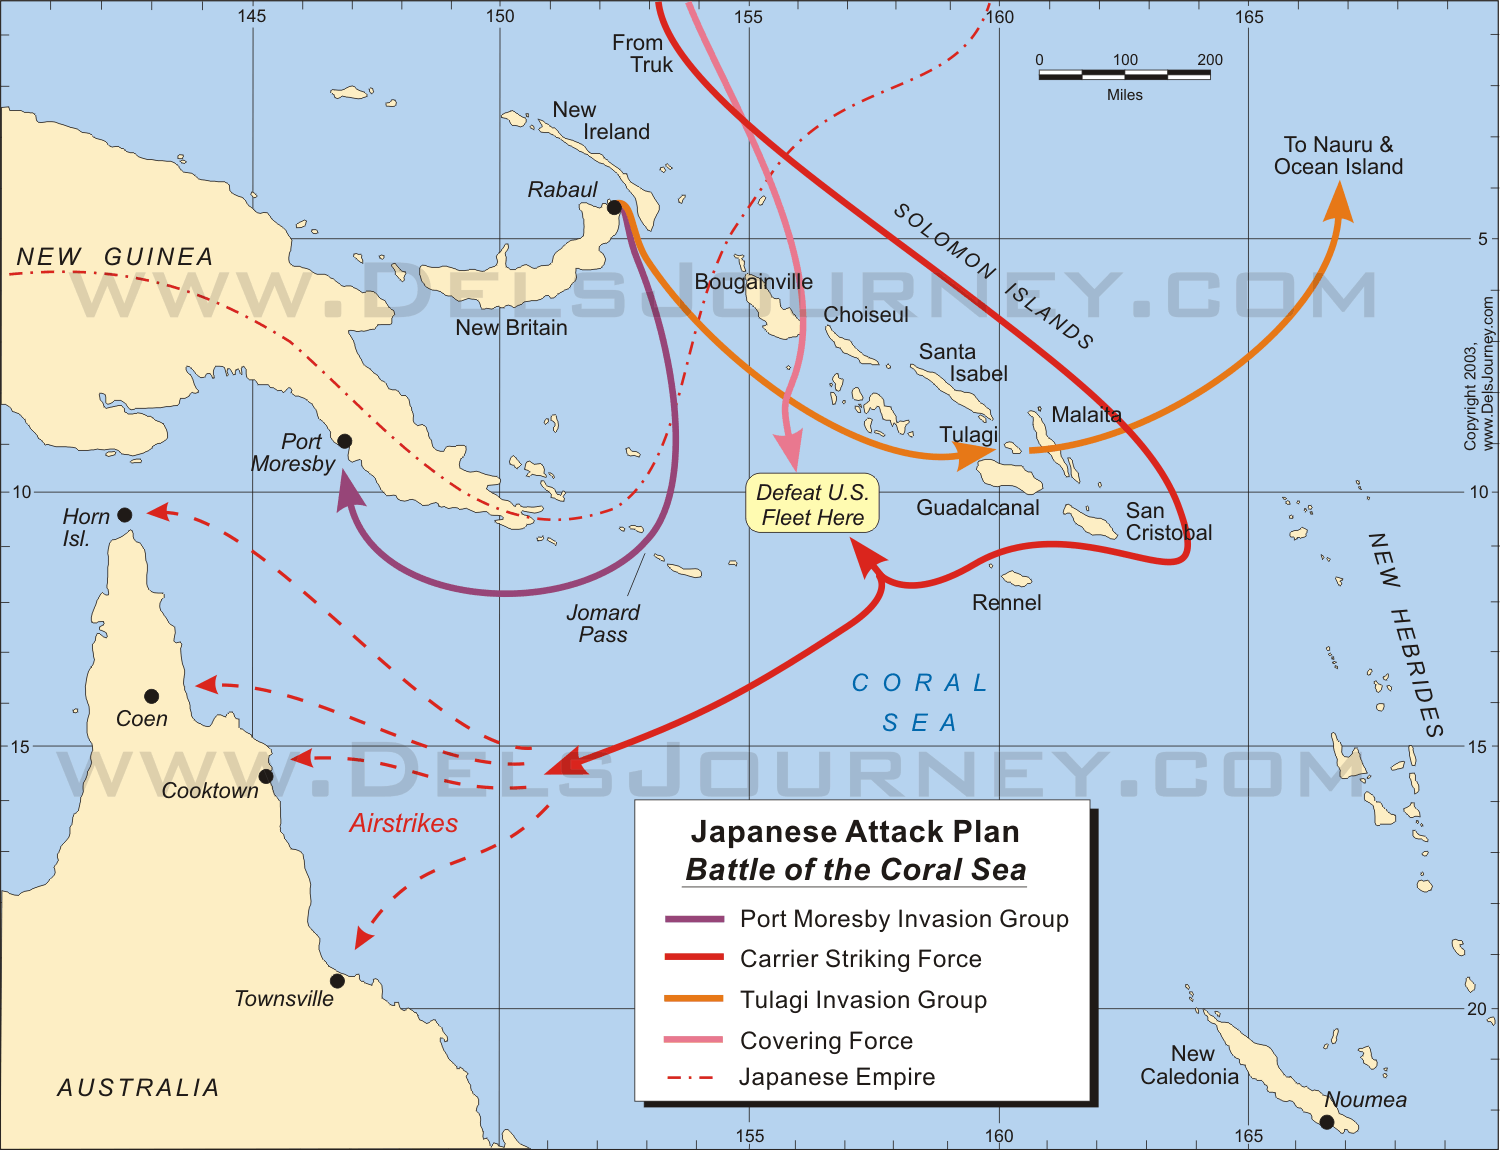 145
150
155
160
165
From
Truk
0 100 200
Miles
New
Ireland
To Nauru &
Ocean Island
Rabaul
SOLOMON ISLANDS
NEW GUINEA
5
www.DelsJourney.com
Bougainville
New Britain
Choiseul
Santa
Isabel
Copyright 2003,
www.DelsJourney.com
Malaita
Tulagi
Port
Moresby
10
10
Defeat U.S.
Fleet Here
Guadalcanal
San
Cristobal
Horn
Isl.
NEW HEBRIDES
Rennel
Jomard
Pass
CORAL
SEA
Coen
15
15
www.DelsJourney.com
Cooktown
Airstrikes
Japanese Attack Plan
Battle of the Coral Sea
Port Moresby Invasion Group
Carrier Striking Force
Tulagi Invasion Group
Covering Force
Japanese Empire
Townsville
20
New
Caledonia
AUSTRALIA
Noumea
155
160
165